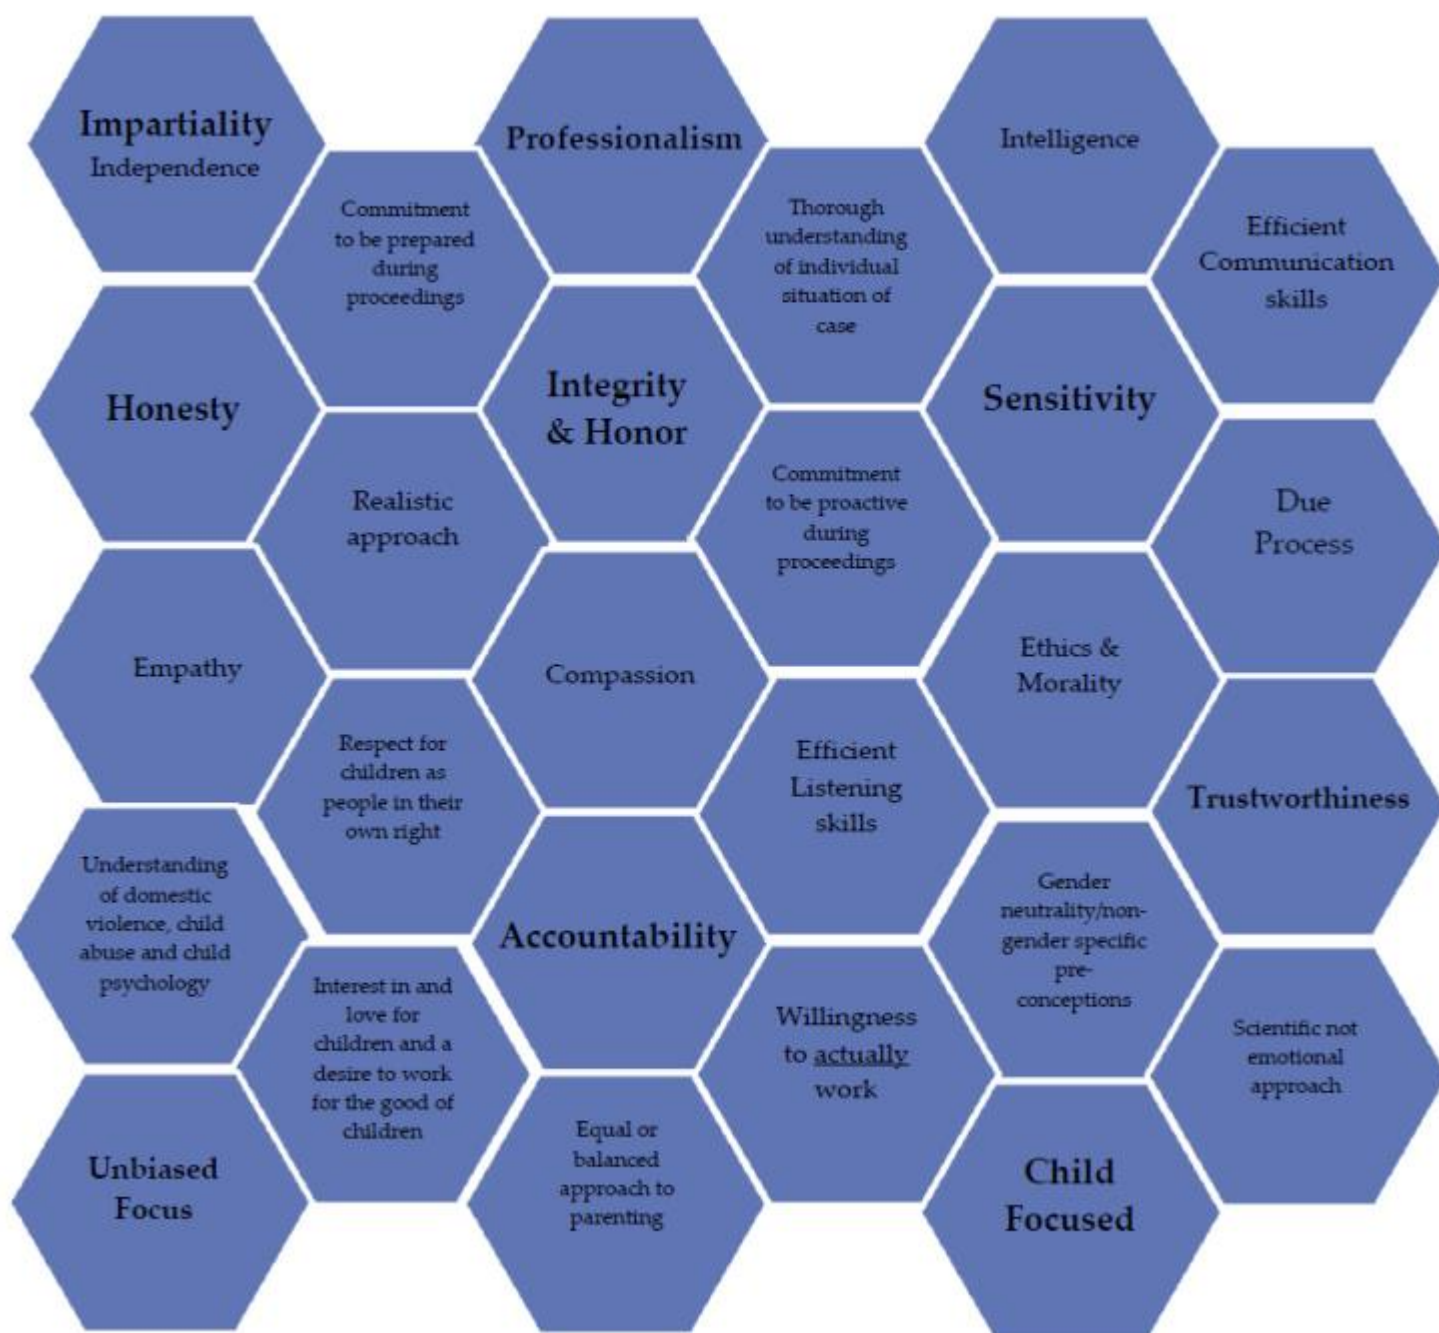 Impartiality
Independence
Professionalism
Intelligence
Commitment
to be prepared
during
proceedings
Thorough
understanding
of individual
situation of
case
Efficient
Communication
skills
Honesty
Integrity
& Honor
Sensitivity
Realistic
approach
Commitment
to be proactive
during
proceedings
Due
Process
Empathy
Compassion
Ethics &
Morality
Respect for
children as
people in their
own right
Efficient
Listening
skills
Trustworthiness
Understanding
of domestic
violence, child
abuse and child
psychology
Accountability
Gender
neutrality/non-
gender specific
pre-
conceptions
Interest in and
love for
children and a
desire to work
for the good of
children
Willingness
to actually
work
Scientific not
emotional
approach
Unbiased
Focus
Equal or
balanced
approach to
parenting
Child
Focused